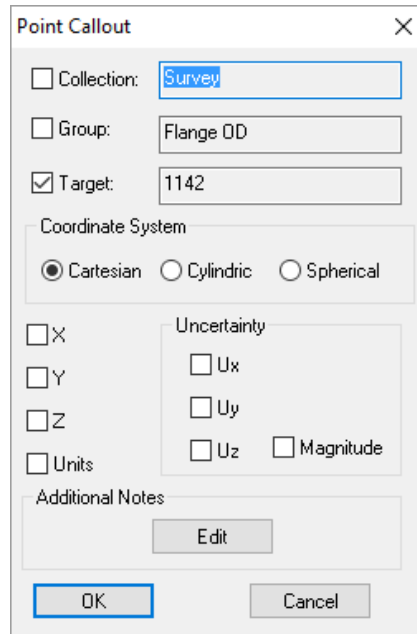 Point Callout
Collection: Survey
Group: Flange OD
Target: 1142
Coordinate System
Cartesian Cylindric Spherical
X
Y
Z
Units
Uncertainty
Ux
Uy
Uz Magnitude
Additional Notes
Edit
OK Cancel